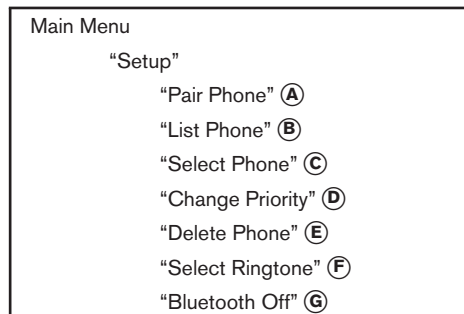 Main Menu
“Setup”
“Pair Phone” Ⓐ
“List Phone” Ⓑ
“Select Phone” Ⓒ
“Change Priority” Ⓓ
“Delete Phone” Ⓔ
“Select Ringtone” Ⓕ
“Bluetooth Off” Ⓖ